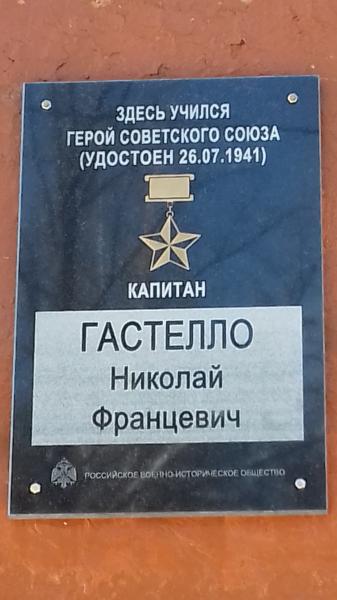 ЗДЕСЬ УЧИЛСЯ
ГЕРОЙ СОВЕТСКОГО СОЮЗА
(УДОСТОЕН 26.07.1941)
КАПИТАН
ГАСТЕЛЛО
Николай
Францевич
РОССИЙСКОЕ ВОЕННО-ИСТОРИЧЕСКОЕ ОБЩЕСТВО